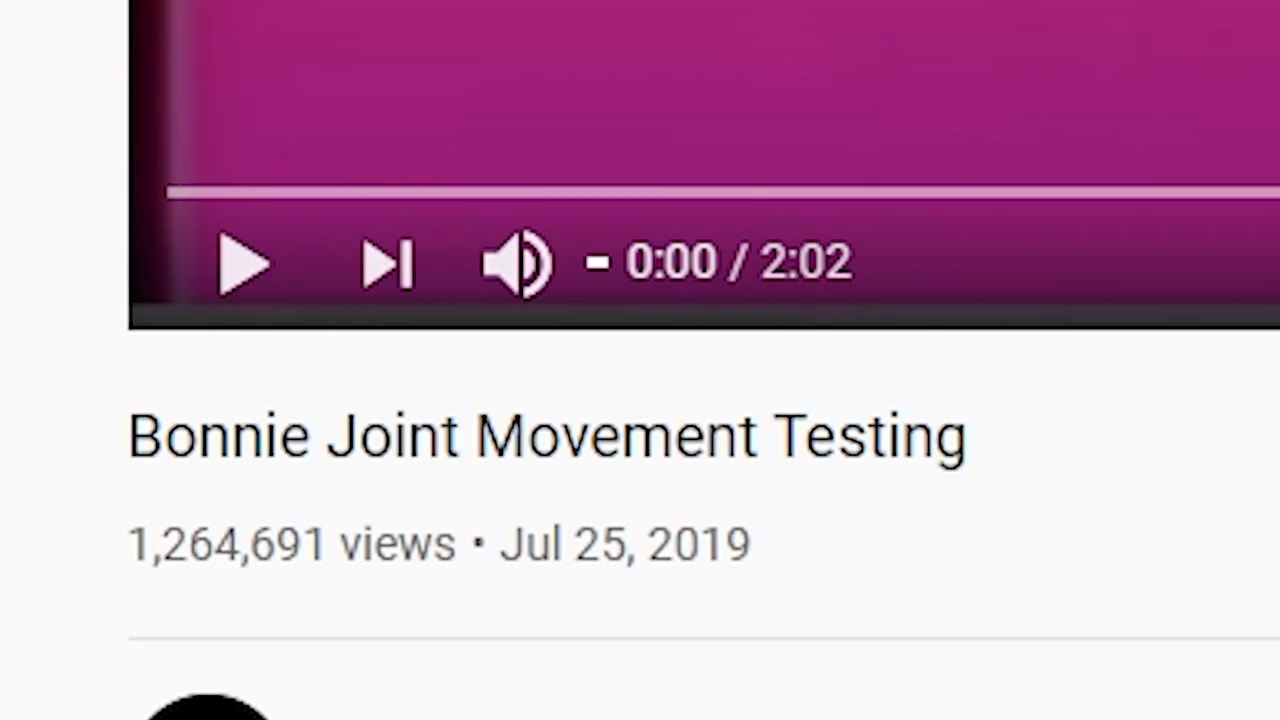 0:00 / 2:02
Bonnie Joint Movement Testing
1,264,691 views • Jul 25, 2019